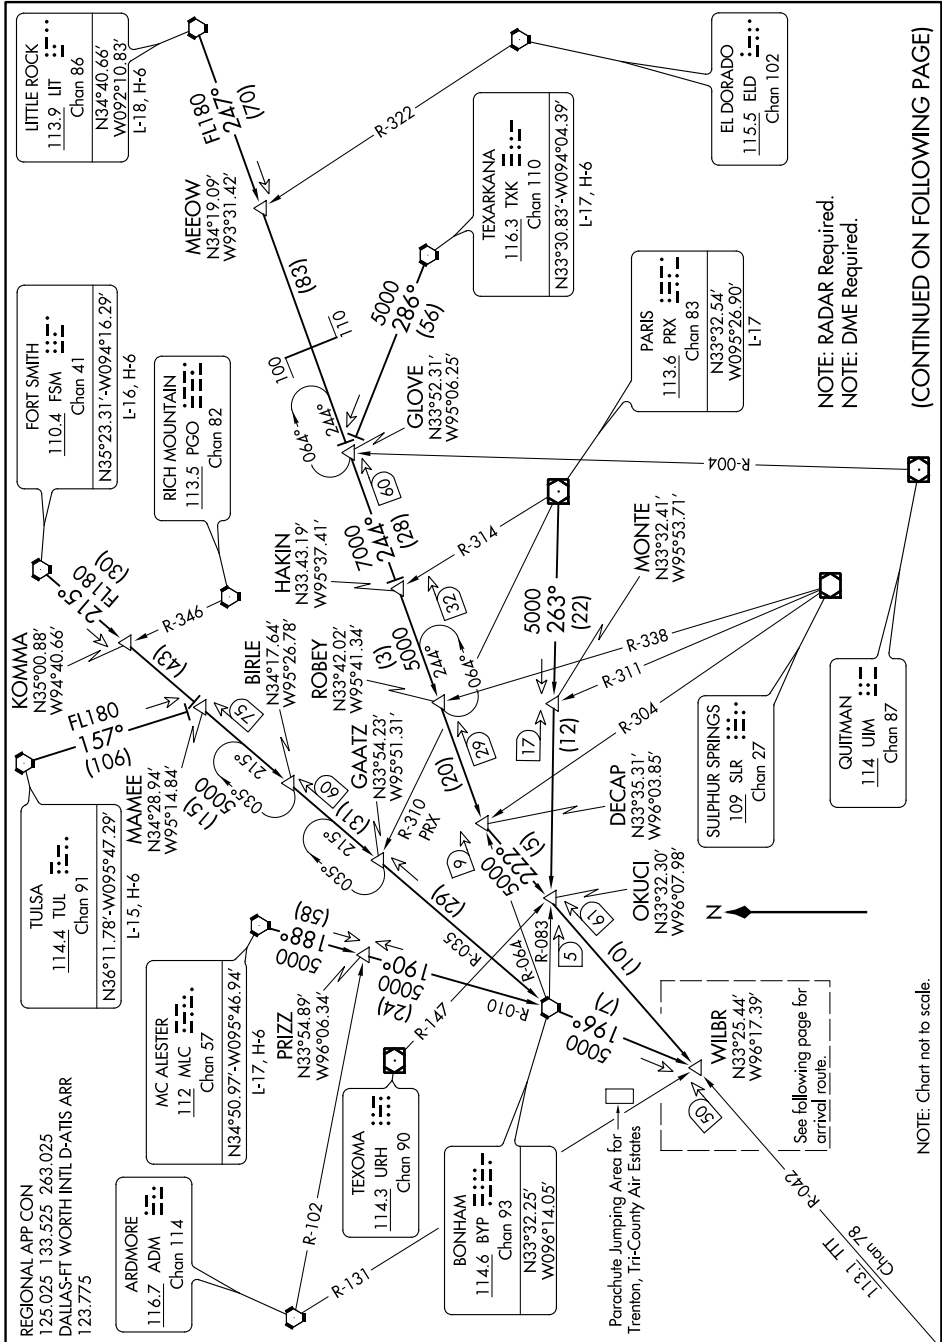 REGIONAL APP CON
125.025 133.525 263.025
DALLAS-FT WORTH INTL D-ATIS ARR
123.775
ARDMORE
116.7 ADM
Chan 114
MC ALESTER
112 MLC
Chan 57
N34°50.97'-W095°46.94'
L-17, H-6
TULSA
114.4 TUL
Chan 91
N36°11.78'-W095°47.29'
L-15, H-6
FORT SMITH
110.4 FSM
Chan 41
N35°23.31'-W094°16.29'
L-16, H-6
RICH MOUNTAIN
113.5 PGO
Chan 82
LITTLE ROCK
113.9 LIT
Chan 86
N34°40.66'
W092°10.83'
L-18, H-6
EL DORADO
115.5 ELD
Chan 102
TEXARKANA
116.3 TXK
Chan 110
N33°30.83'-W094°04.39'
L-17, H-6
PARIS
113.6 PRX
Chan 83
N33°32.54'
W095°26.90'
L-17
QUITMAN
114 UIM
Chan 87
SULPHUR SPRINGS
109 SLR
Chan 27
TEXOMA
114.3 URH
Chan 90
BONHAM
114.6 BYP
Chan 93
N33°32.25'
W096°14.05'
KOMMA
N35°00.88'
W94°40.66'
MAMEE
N34°28.94'
W95°14.84'
BIRLE
N34°17.64'
W95°26.78'
GAATZ
N33°54.23'
W95°51.31'
ROBEY
N33°42.02'
W95°41.34'
HAKIN
N33.43.19'
W95°37.41'
MEEOW
N34°19.09'
W93°31.42'
GLOVE
N33°52.31'
W95°06.25'
MONTE
N33°32.41'
W95°53.71'
DECAP
N33°35.31'
W96°03.85'
OKUCI
N33°32.30'
W96°07.98'
PRIZZ
N33°54.89'
W96°06.34'
WILBR
N33°25.44'
W96°17.39'
FL180
247°
(70)
R-322
(83)
100
110
5000
286°
(56)
244°
064°
60
7000
244°
(28)
R-004
R-314
32
(3)
5000
244°
064°
29
(20)
5000
263°
(22)
17
(12)
R-338
R-311
R-304
FL180
215°
(30)
R-346
(43)
FL180
157°
(106)
75
(15)
5000
215°
035°
60
(31)
215°
035°
R-310
PRX
(29)
R-035
5000
188°
(58)
5000
190°
(24)
R-010
R-102
R-131
R-147
R-064
R-083
9
5
5000
222°
(5)
61
(10)
5000
196°
(7)
50
R-042
113.1 TTT
Chan 78
N
Parachute Jumping Area for
Trenton, Tri-County Air Estates
See following page for
arrival route.
NOTE: RADAR Required.
NOTE: DME Required.
(CONTINUED ON FOLLOWING PAGE)
NOTE: Chart not to scale.